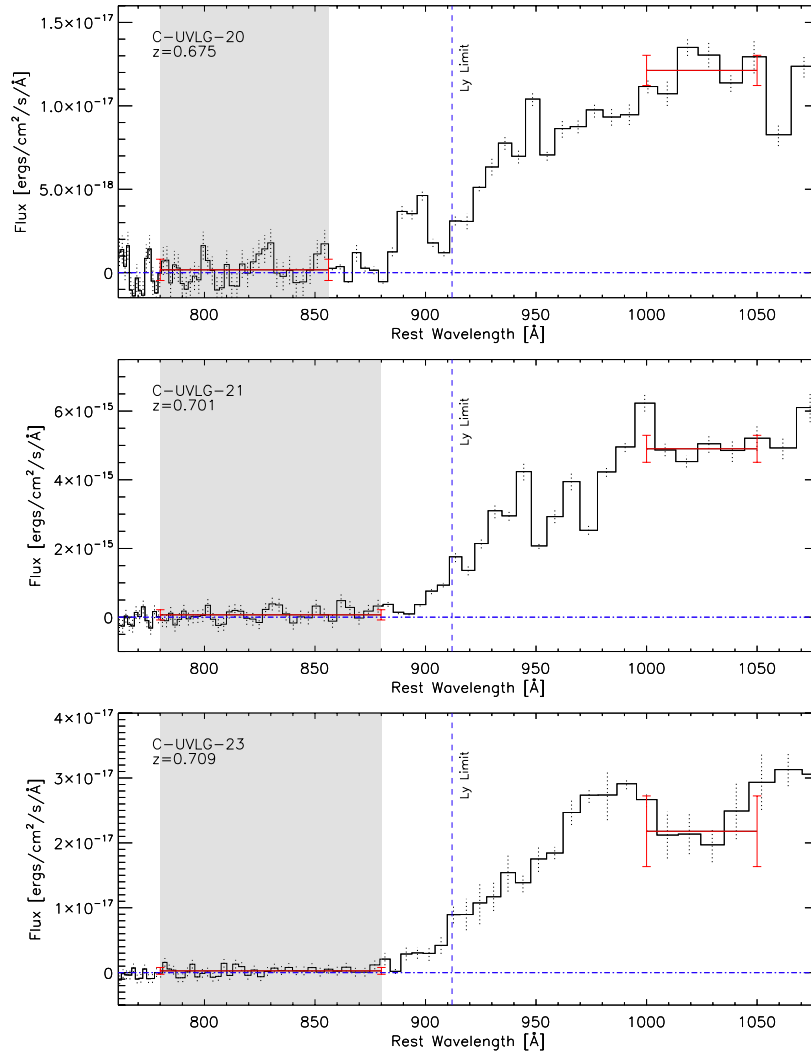 C-UVLG-20
z=0.675
Ly Limit
Flux [ergs/cm²/s/Å]
1.5×10⁻¹⁷
1.0×10⁻¹⁷
5.0×10⁻¹⁸
0
800 850 900 950 1000 1050
Rest Wavelength [Å]
C-UVLG-21
z=0.701
Ly Limit
Flux [ergs/cm²/s/Å]
6×10⁻¹⁵
4×10⁻¹⁵
2×10⁻¹⁵
0
800 850 900 950 1000 1050
Rest Wavelength [Å]
C-UVLG-23
z=0.709
Ly Limit
Flux [ergs/cm²/s/Å]
4×10⁻¹⁷
3×10⁻¹⁷
2×10⁻¹⁷
1×10⁻¹⁷
0
800 850 900 950 1000 1050
Rest Wavelength [Å]